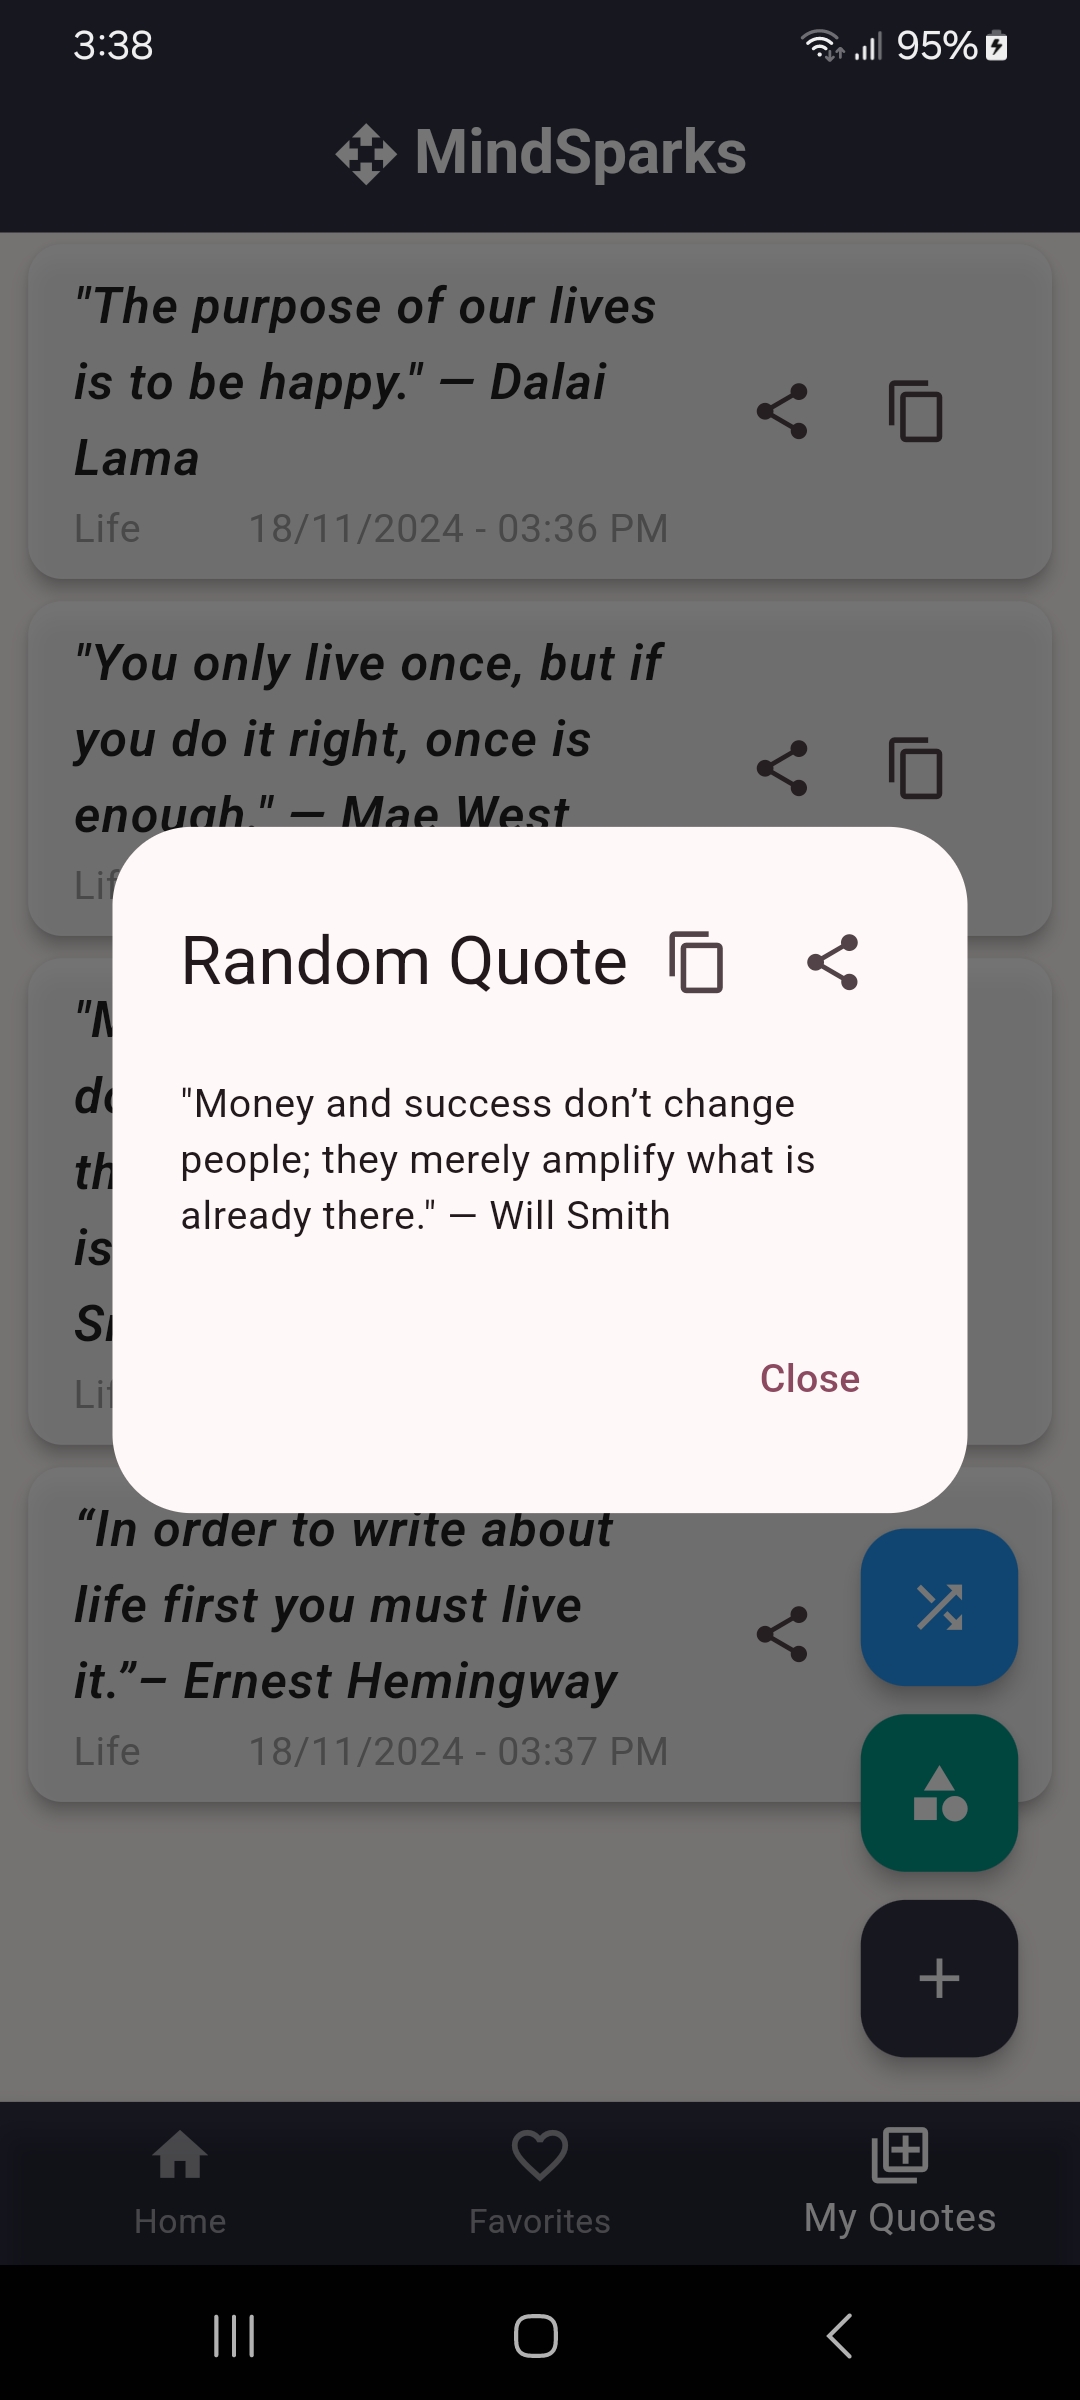 3:38
95%
MindSparks
"The purpose of our lives
is to be happy." — Dalai
Lama
Life 18/11/2024 - 03:36 PM
"You only live once, but if
you do it right, once is
enough." — Mae West
Random Quote
"Money and success don’t change
people; they merely amplify what is
already there." — Will Smith
Close
“In order to write about
life first you must live
it.”– Ernest Hemingway
Life 18/11/2024 - 03:37 PM
Home
Favorites
My Quotes